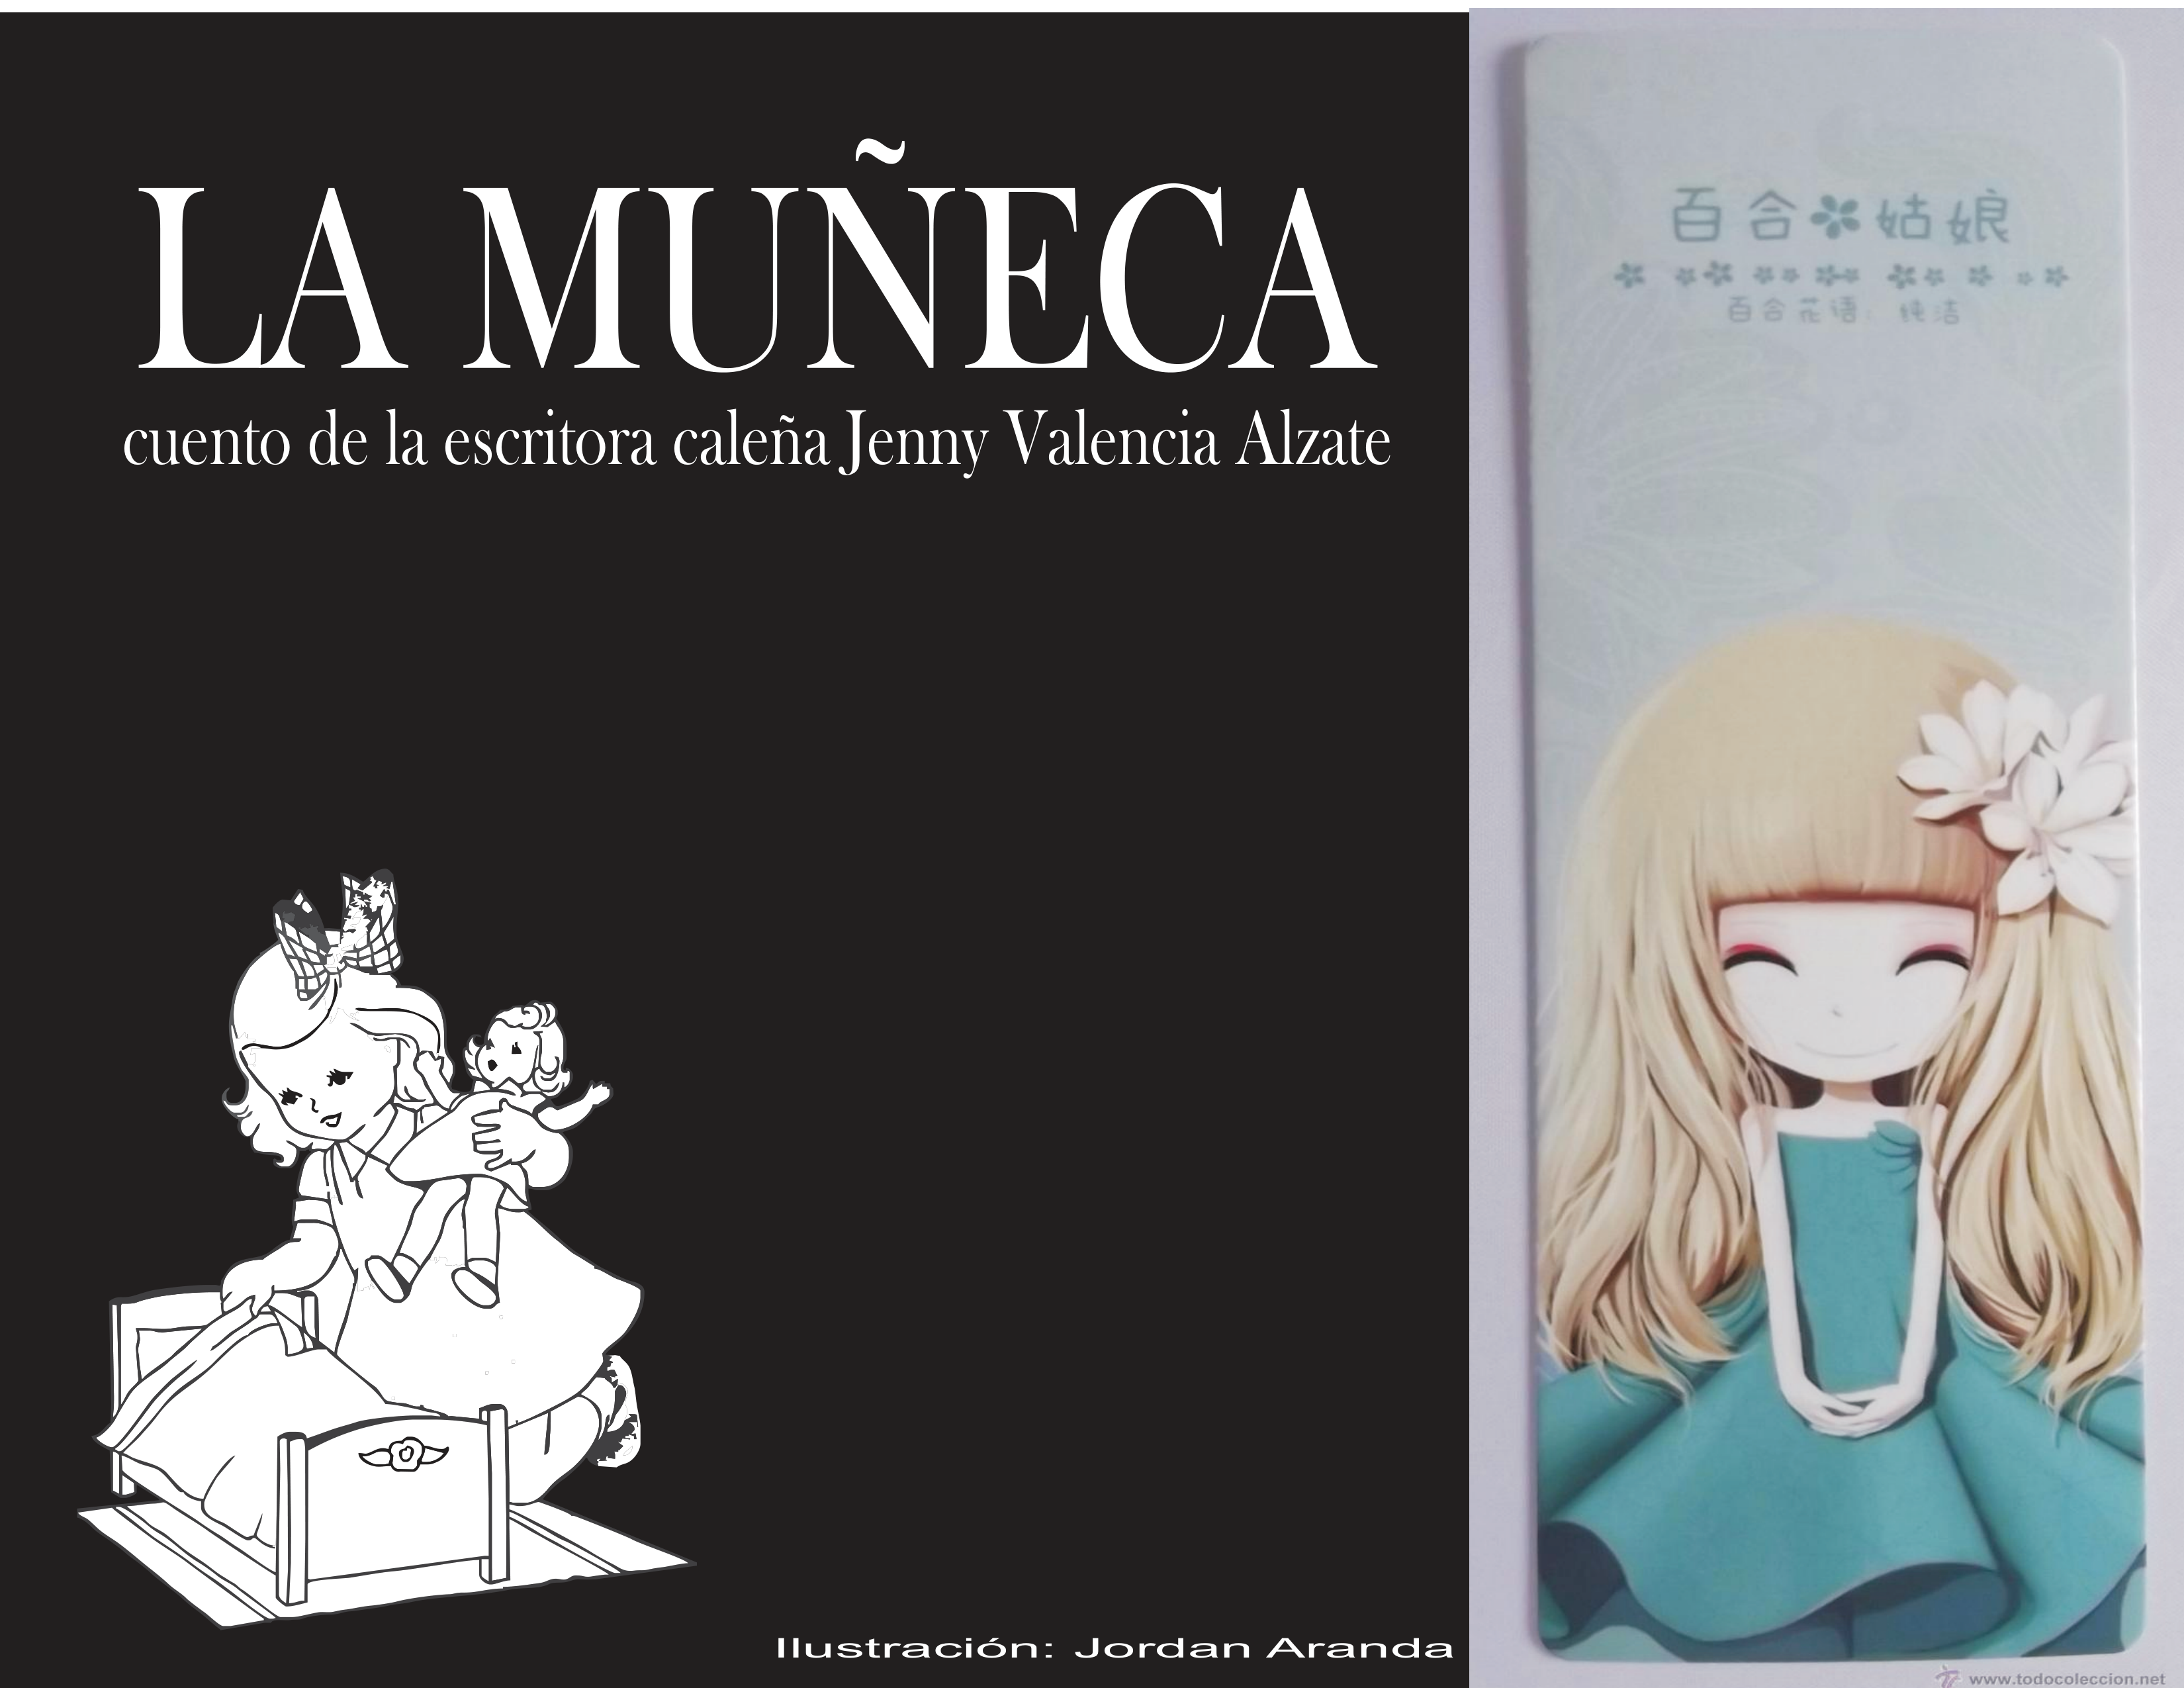 LA MUÑECA
cuento de la escritora caleña Jenny Valencia Alzate
Ilustración: Jordan Aranda
百合姑娘
百合花语：纯洁
www.todocoleccion.net